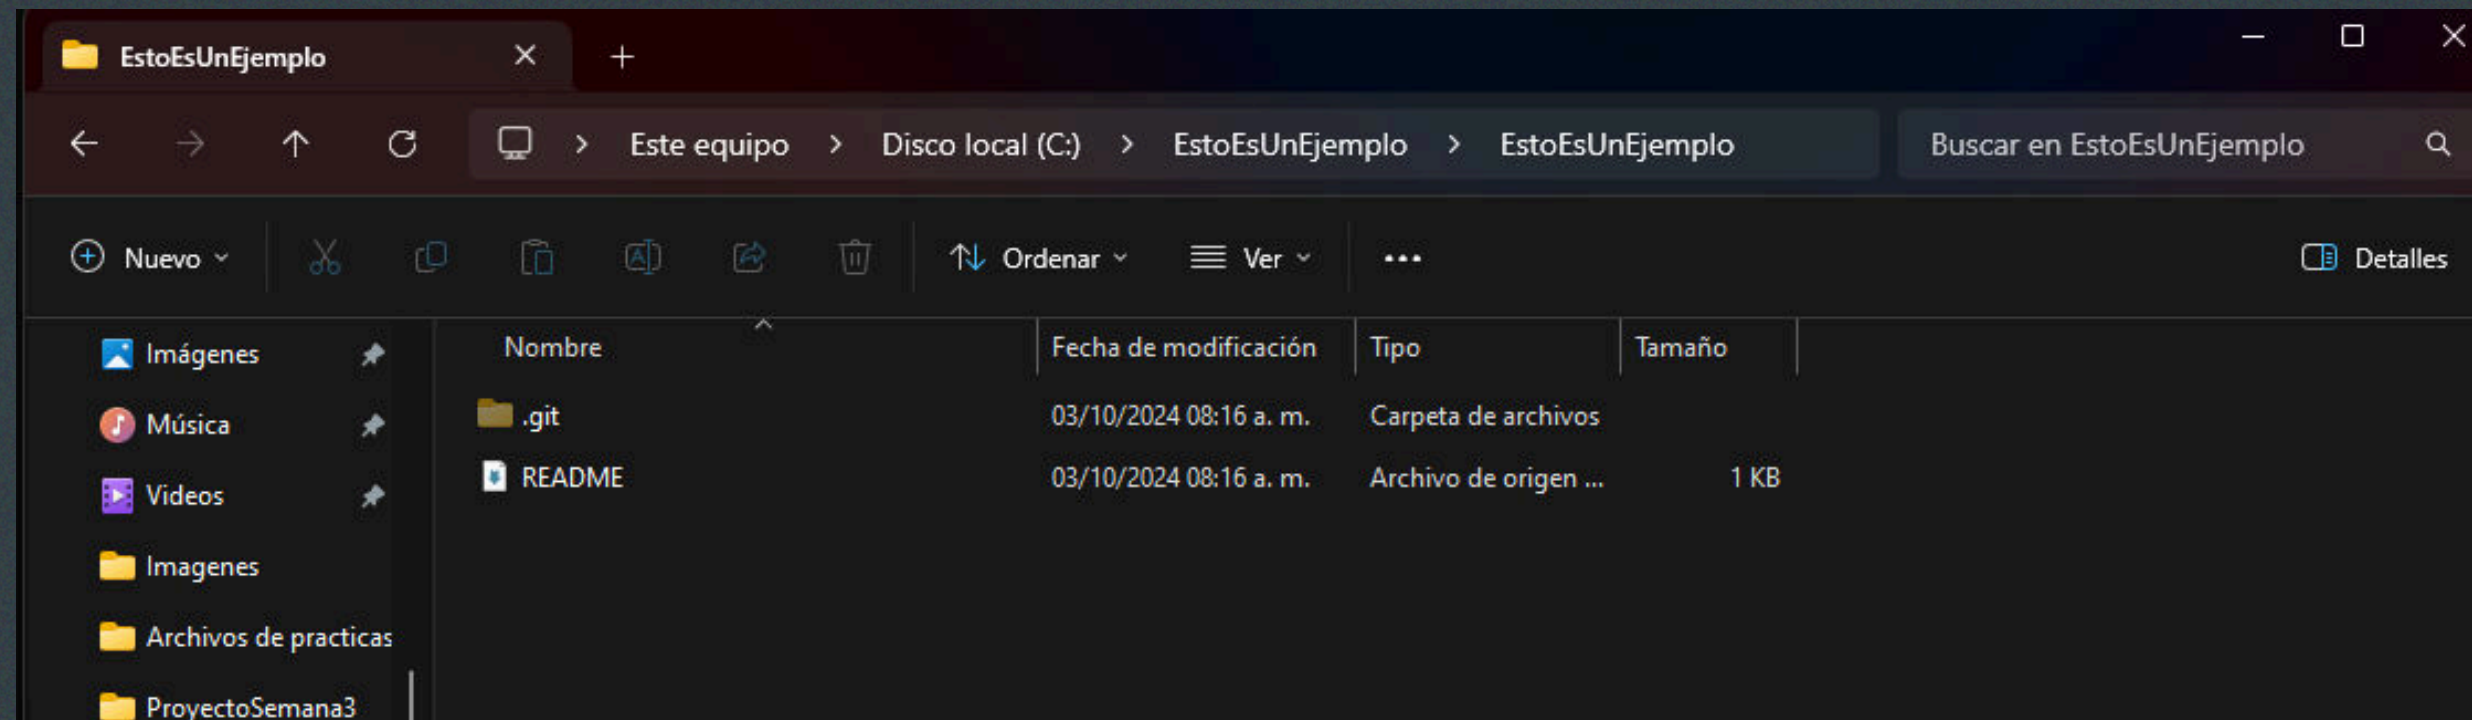 EstoEsUnEjemplo
Este equipo > Disco local (C:) > EstoEsUnEjemplo > EstoEsUnEjemplo
Buscar en EstoEsUnEjemplo
Nuevo
Ordenar
Ver
Detalles
Imágenes
Música
Videos
Imagenes
Archivos de practicas
ProyectoSemana3
Nombre Fecha de modificación Tipo Tamaño
.git 03/10/2024 08:16 a. m. Carpeta de archivos
README 03/10/2024 08:16 a. m. Archivo de origen ... 1 KB